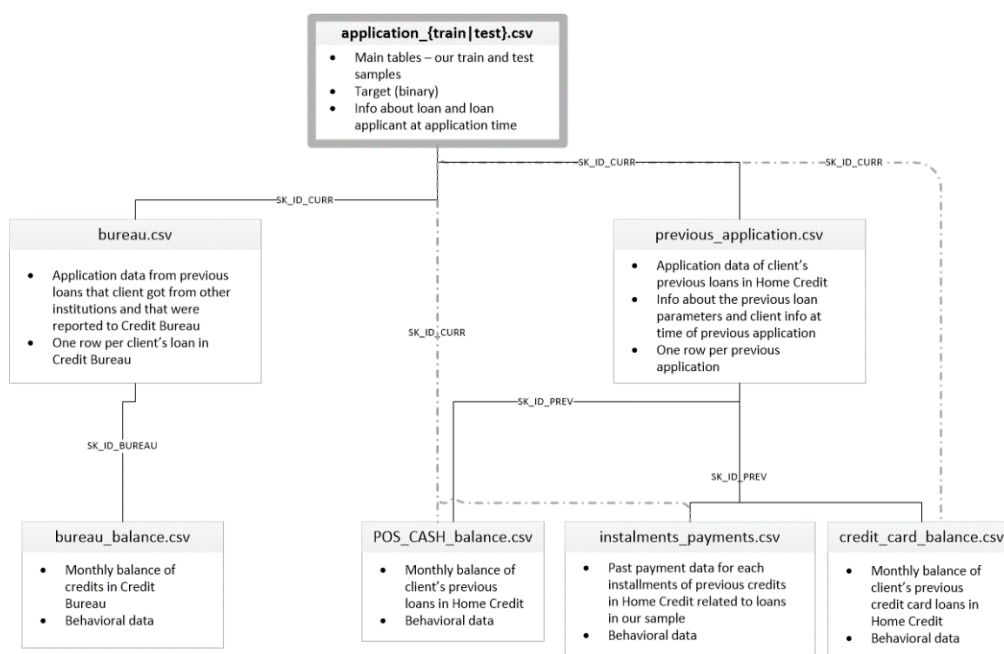 application_{train|test}.csv
• Main tables – our train and test
samples
• Target (binary)
• Info about loan and loan
applicant at application time
SK_ID_CURR
SK_ID_CURR
SK_ID_CURR
bureau.csv
• Application data from previous
loans that client got from other
institutions and that were
reported to Credit Bureau
• One row per client's loan in
Credit Bureau
previous_application.csv
• Application data of client's
previous loans in Home Credit
• Info about the previous loan
parameters and client info at
time of previous application
• One row per previous
application
SK_ID_CURR
SK_ID_PREV
SK_ID_BUREAU
SK_ID_PREV
bureau_balance.csv
• Monthly balance of
credits in Credit
Bureau
• Behavioral data
POS_CASH_balance.csv
• Monthly balance of
client's previous
loans in Home Credit
• Behavioral data
instalments_payments.csv
• Past payment data for each
installments of previous credits
in Home Credit related to loans
in our sample
• Behavioral data
credit_card_balance.csv
• Monthly balance of
client's previous
credit card loans in
Home Credit
• Behavioral data